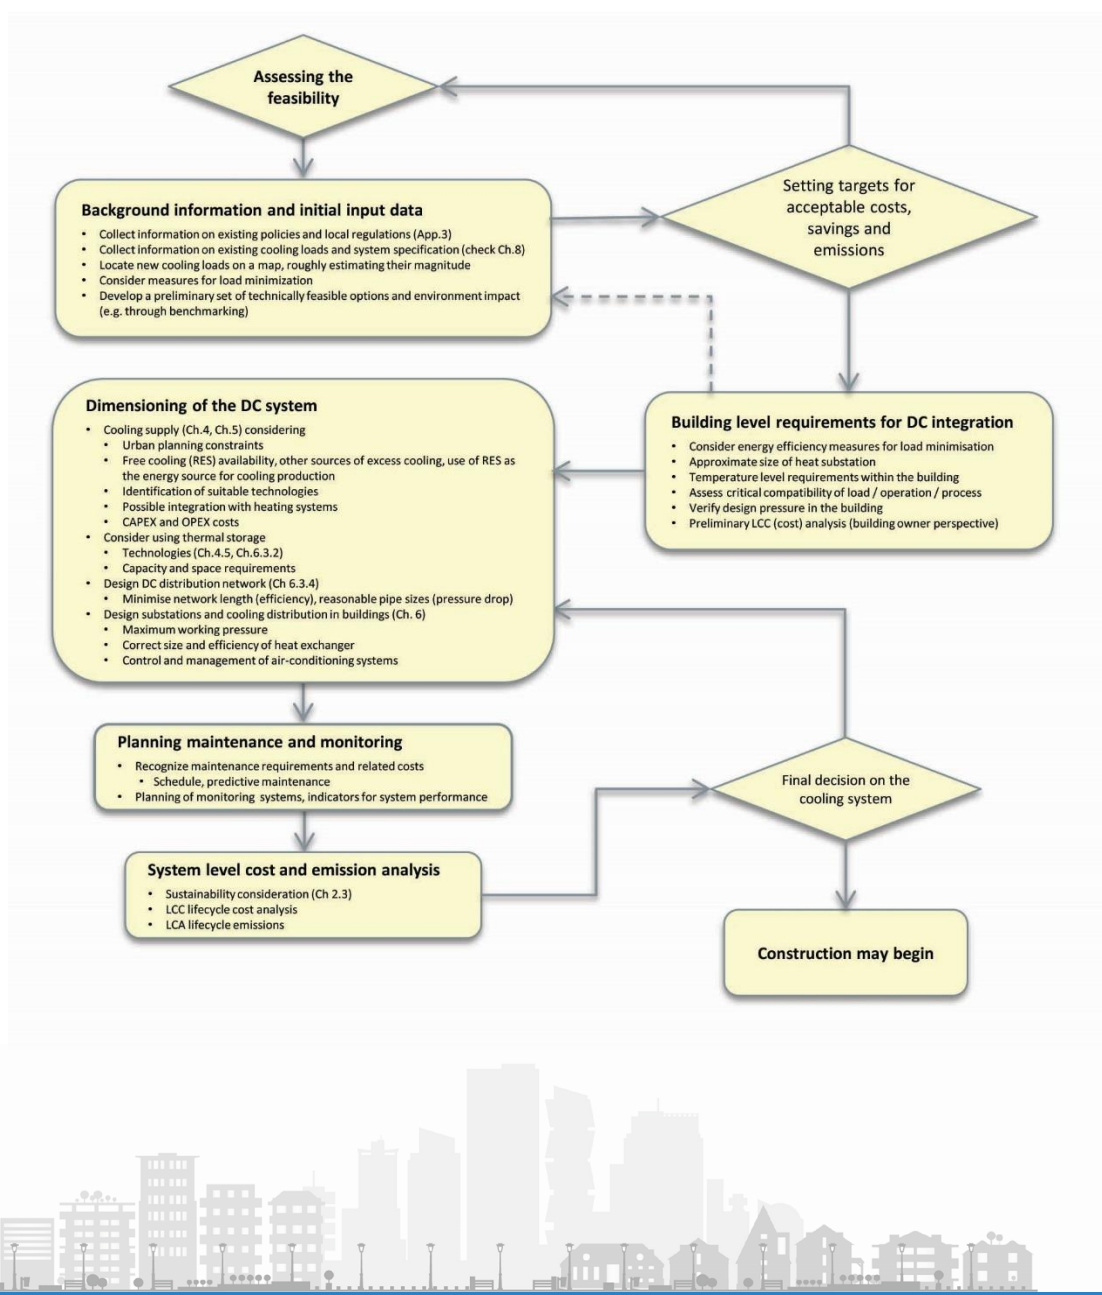 Assessing the
feasibility
Background information and initial input data
• Collect information on existing policies and local regulations (App.3)
• Collect information on existing cooling loads and system specification (check Ch.8)
• Locate new cooling loads on a map, roughly estimating their magnitude
• Consider measures for load minimization
• Develop a preliminary set of technically feasible options and environment impact
(e.g. through benchmarking)
Setting targets for
acceptable costs,
savings and
emissions
Building level requirements for DC integration
• Consider energy efficiency measures for load minimisation
• Approximate size of heat substation
• Temperature level requirements within the building
• Assess critical compatibility of load / operation / process
• Verify design pressure in the building
• Preliminary LCC (cost) analysis (building owner perspective)
Dimensioning of the DC system
• Cooling supply (Ch.4, Ch.5) considering
• Urban planning constraints
• Free cooling (RES) availability, other sources of excess cooling, use of RES as
the energy source for cooling production
• Identification of suitable technologies
• Possible integration with heating systems
• CAPEX and OPEX costs
• Consider using thermal storage
• Technologies (Ch.4.5, Ch.6.3.2)
• Capacity and space requirements
• Design DC distribution network (Ch 6.3.4)
• Minimise network length (efficiency), reasonable pipe sizes (pressure drop)
• Design substations and cooling distribution in buildings (Ch. 6)
• Maximum working pressure
• Correct size and efficiency of heat exchanger
• Control and management of air-conditioning systems
Planning maintenance and monitoring
• Recognize maintenance requirements and related costs
• Schedule, predictive maintenance
• Planning of monitoring systems, indicators for system performance
System level cost and emission analysis
• Sustainability consideration (Ch 2.3)
• LCC lifecycle cost analysis
• LCA lifecycle emissions
Final decision on the
cooling system
Construction may begin